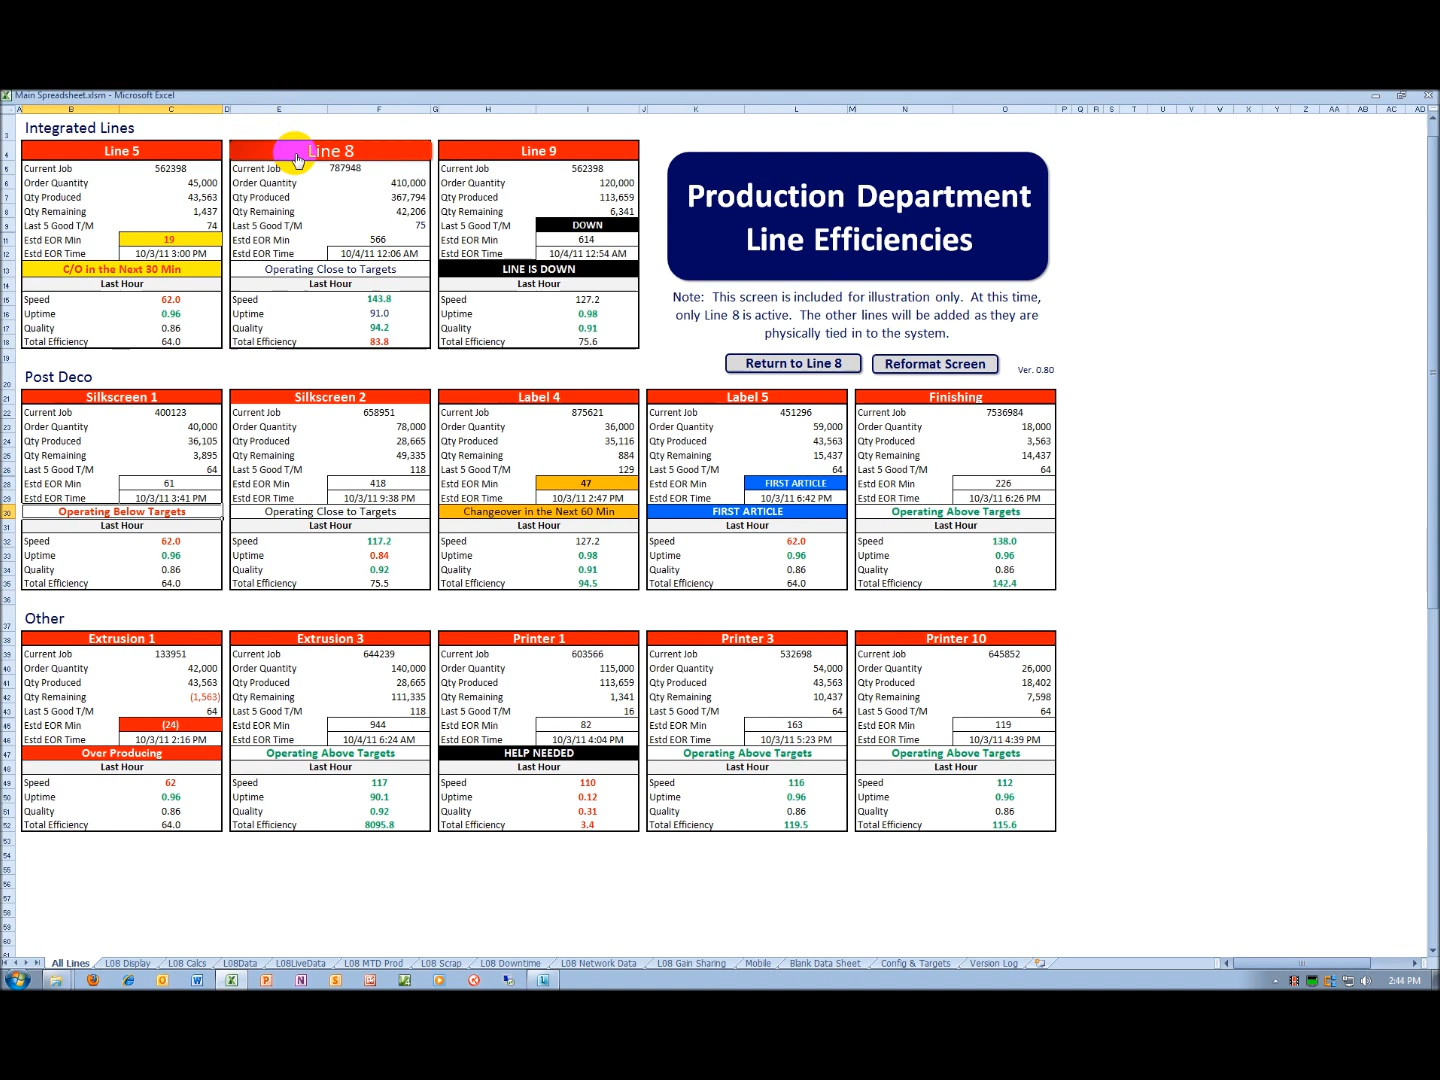 Main Spreadsheet.xlsm - Microsoft Excel
A B C D E F G H I J K L M N O P Q R S T U V W X Y Z AA AB AC AD
Integrated Lines
Line 5 Line 8 Line 9
Current Job 562398 Current Job 787948 Current Job 562398
Order Quantity 45,000 Order Quantity 410,000 Order Quantity 120,000
Qty Produced 43,563 Qty Produced 367,794 Qty Produced 113,659
Qty Remaining 1,437 Qty Remaining 42,206 Qty Remaining 6,341
Last 5 Good T/M 74 Last 5 Good T/M 75 Last 5 Good T/M DOWN
Estd EOR Min 19 Estd EOR Min 566 Estd EOR Min 614
Estd EOR Time 10/3/11 3:00 PM Estd EOR Time 10/4/11 12:06 AM Estd EOR Time 10/4/11 12:54 AM
C/O in the Next 30 Min Operating Close to Targets LINE IS DOWN
Last Hour Last Hour Last Hour
Speed 62.0 Speed 143.8 Speed 127.2
Uptime 0.96 Uptime 91.0 Uptime 0.98
Quality 0.86 Quality 94.2 Quality 0.91
Total Efficiency 64.0 Total Efficiency 83.8 Total Efficiency 75.6
Production Department
Line Efficiencies
Note: This screen is included for illustration only. At this time,
only Line 8 is active. The other lines will be added as they are
physically tied in to the system.
Return to Line 8 Reformat Screen Ver. 0.80
Post Deco
Silkscreen 1 Silkscreen 2 Label 4 Label 5 Finishing
Current Job 400123 Current Job 658951 Current Job 875621 Current Job 451296 Current Job 7536984
Order Quantity 40,000 Order Quantity 78,000 Order Quantity 36,000 Order Quantity 59,000 Order Quantity 18,000
Qty Produced 36,105 Qty Produced 28,665 Qty Produced 35,116 Qty Produced 43,563 Qty Produced 3,563
Qty Remaining 3,895 Qty Remaining 49,335 Qty Remaining 884 Qty Remaining 15,437 Qty Remaining 14,437
Last 5 Good T/M 64 Last 5 Good T/M 118 Last 5 Good T/M 129 Last 5 Good T/M 64 Last 5 Good T/M 64
Estd EOR Min 61 Estd EOR Min 418 Estd EOR Min 47 Estd EOR Min FIRST ARTICLE Estd EOR Min 226
Estd EOR Time 10/3/11 3:41 PM Estd EOR Time 10/3/11 9:38 PM Estd EOR Time 10/3/11 2:47 PM Estd EOR Time 10/3/11 6:42 PM Estd EOR Time 10/3/11 6:26 PM
Operating Below Targets Operating Close to Targets Changeover in the Next 60 Min FIRST ARTICLE Operating Above Targets
Last Hour Last Hour Last Hour Last Hour Last Hour
Speed 62.0 Speed 117.2 Speed 127.2 Speed 62.0 Speed 138.0
Uptime 0.96 Uptime 0.84 Uptime 0.98 Uptime 0.96 Uptime 0.96
Quality 0.86 Quality 0.92 Quality 0.91 Quality 0.86 Quality 0.86
Total Efficiency 64.0 Total Efficiency 75.5 Total Efficiency 94.5 Total Efficiency 64.0 Total Efficiency 142.4
Other
Extrusion 1 Extrusion 3 Printer 1 Printer 3 Printer 10
Current Job 133951 Current Job 644239 Current Job 603566 Current Job 532698 Current Job 645852
Order Quantity 42,000 Order Quantity 140,000 Order Quantity 115,000 Order Quantity 54,000 Order Quantity 26,000
Qty Produced 43,563 Qty Produced 28,665 Qty Produced 113,659 Qty Produced 43,563 Qty Produced 18,402
Qty Remaining (1,563) Qty Remaining 111,335 Qty Remaining 1,341 Qty Remaining 10,437 Qty Remaining 7,598
Last 5 Good T/M 64 Last 5 Good T/M 118 Last 5 Good T/M 16 Last 5 Good T/M 64 Last 5 Good T/M 64
Estd EOR Min (24) Estd EOR Min 944 Estd EOR Min 82 Estd EOR Min 163 Estd EOR Min 119
Estd EOR Time 10/3/11 2:16 PM Estd EOR Time 10/4/11 6:24 AM Estd EOR Time 10/3/11 4:04 PM Estd EOR Time 10/3/11 5:23 PM Estd EOR Time 10/3/11 4:39 PM
Over Producing Operating Above Targets HELP NEEDED Operating Above Targets Operating Above Targets
Last Hour Last Hour Last Hour Last Hour Last Hour
Speed 62 Speed 117 Speed 110 Speed 116 Speed 112
Uptime 0.96 Uptime 90.1 Uptime 0.12 Uptime 0.96 Uptime 0.96
Quality 0.86 Quality 0.92 Quality 0.31 Quality 0.86 Quality 0.86
Total Efficiency 64.0 Total Efficiency 8095.8 Total Efficiency 3.4 Total Efficiency 119.5 Total Efficiency 115.6
All Lines L08 Display L08 Calcs L08Data L08LiveData L08 MTD Prod L08 Scrap L08 Downtime L08 Network Data L08 Gain Sharing Mobile Blank Data Sheet Config & Targets Version Log
2:44 PM